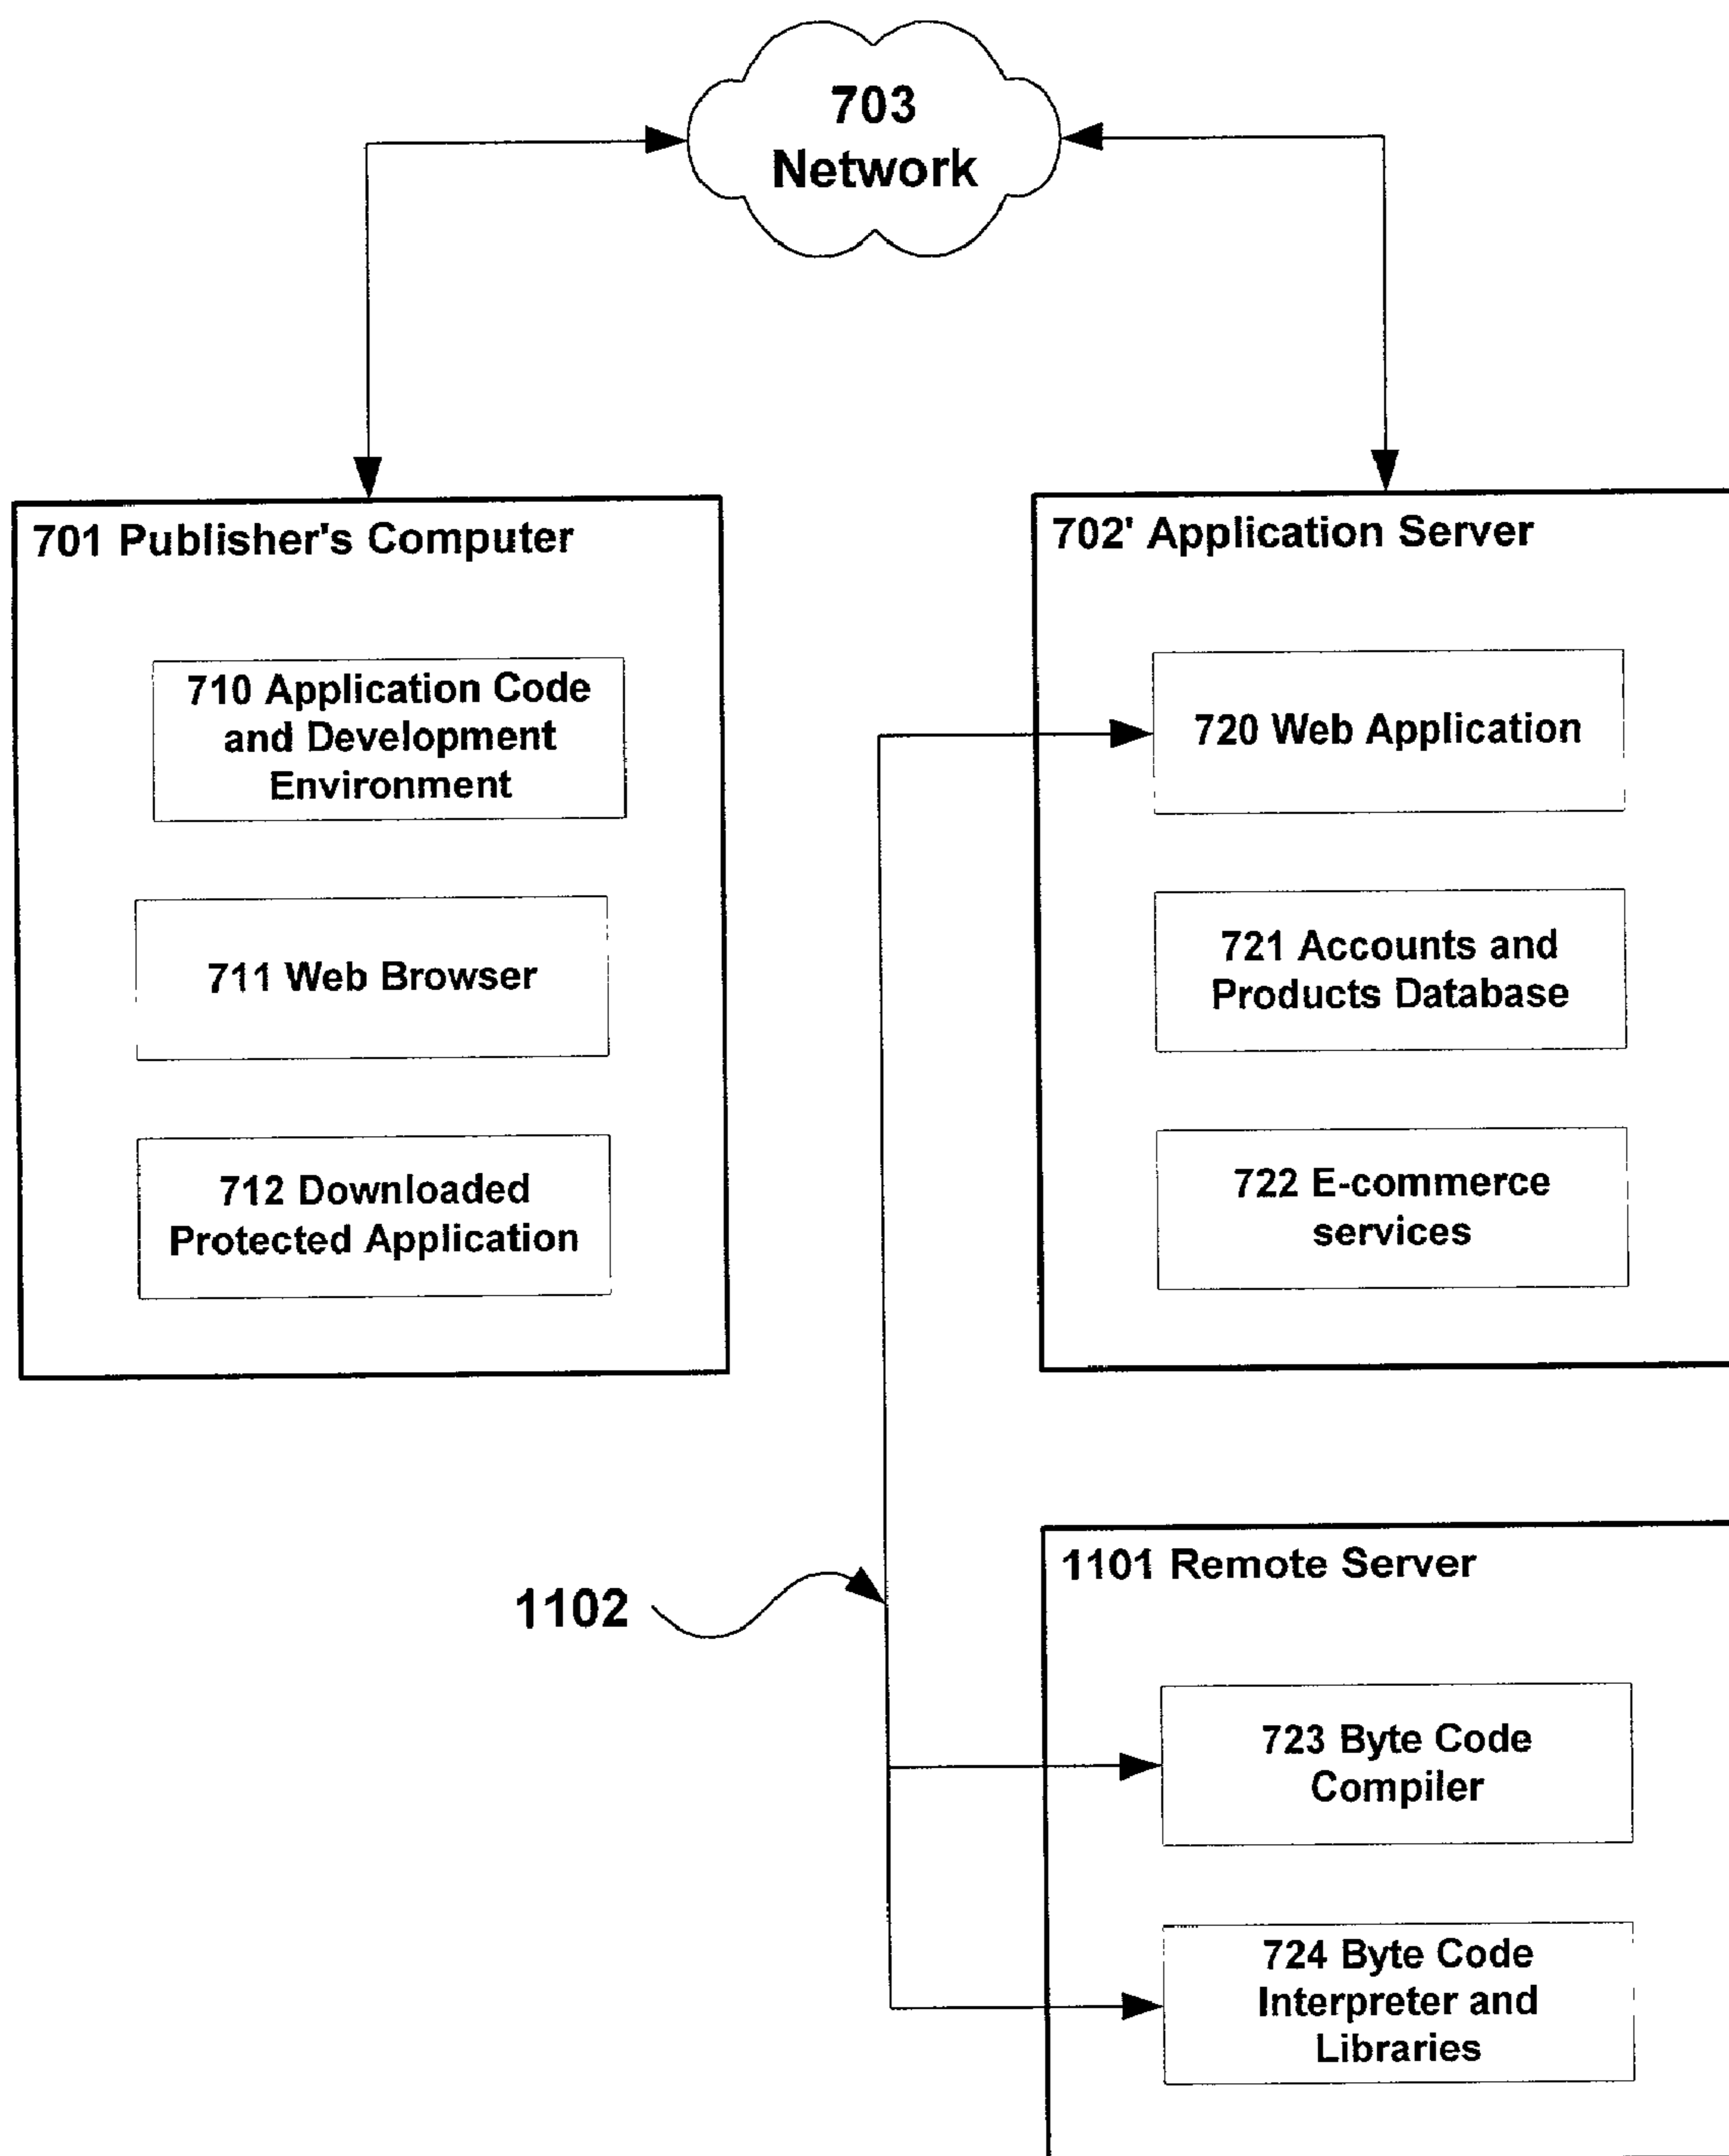 703
Network
701 Publisher's Computer
710 Application Code
and Development
Environment
711 Web Browser
712 Downloaded
Protected Application
702' Application Server
720 Web Application
721 Accounts and
Products Database
722 E-commerce
services
1102
1101 Remote Server
723 Byte Code
Compiler
724 Byte Code
Interpreter and
Libraries